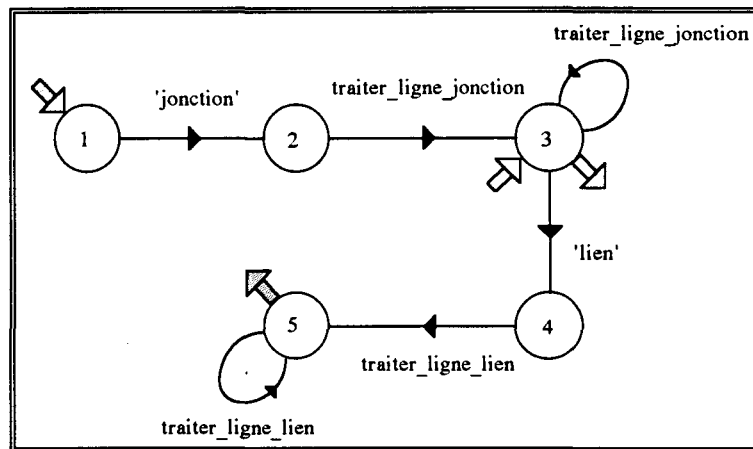 traiter_ligne_jonction
'jonction'
traiter_ligne_jonction
1
2
3
'lien'
5
4
traiter_ligne_lien
traiter_ligne_lien